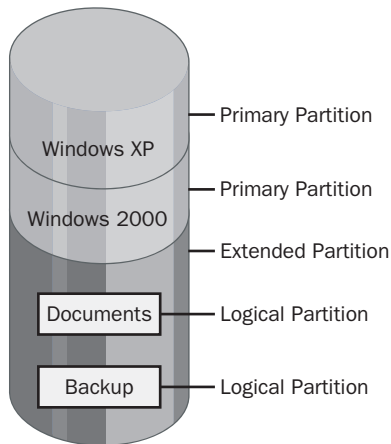 Primary Partition
Windows XP
Primary Partition
Windows 2000
Extended Partition
Documents
Logical Partition
Backup
Logical Partition